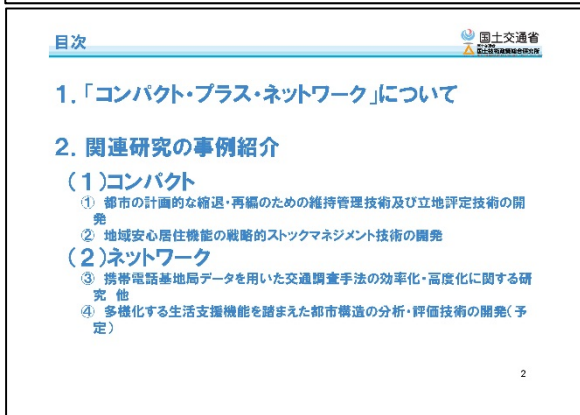 目次
国土交通省
国土技術政策総合研究所
1.「コンパクト・プラス・ネットワーク」について
2. 関連研究の事例紹介
(1)コンパクト
① 都市の計画的な縮退・再編のための維持管理技術及び立地評定技術の開
発
② 地域安心居住機能の戦略的ストックマネジメント技術の開発
(2)ネットワーク
③ 携帯電話基地局データを用いた交通調査手法の効率化・高度化に関する研
究 他
④ 多様化する生活支援機能を踏まえた都市構造の分析・評価技術の開発(予
定)
2